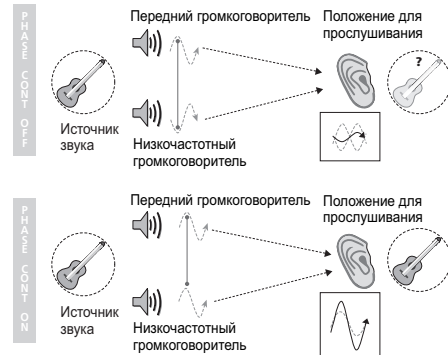 PHASE CONT OFF
Передний громкоговоритель
Положение для
прослушивания
?
Источник
звука
Низкочастотный
громкоговоритель
PHASE CONT ON
Передний громкоговоритель
Положение для
прослушивания
Источник
звука
Низкочастотный
громкоговоритель